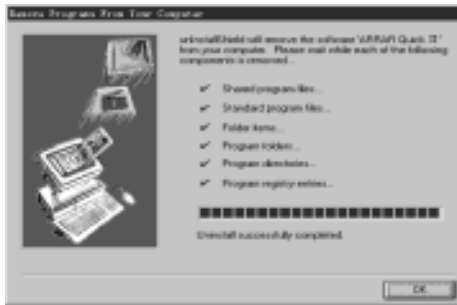 Remove Programs From Your Computer
uninstallShield will remove the software 'ARRAY Quick IT'
from your computer. Please wait while each of the following
components is removed...
✔ Shared program files...
✔ Standard program files...
✔ Folder items...
✔ Program folders...
✔ Program directories...
✔ Program registry entries...
Uninstall successfully completed.
OK